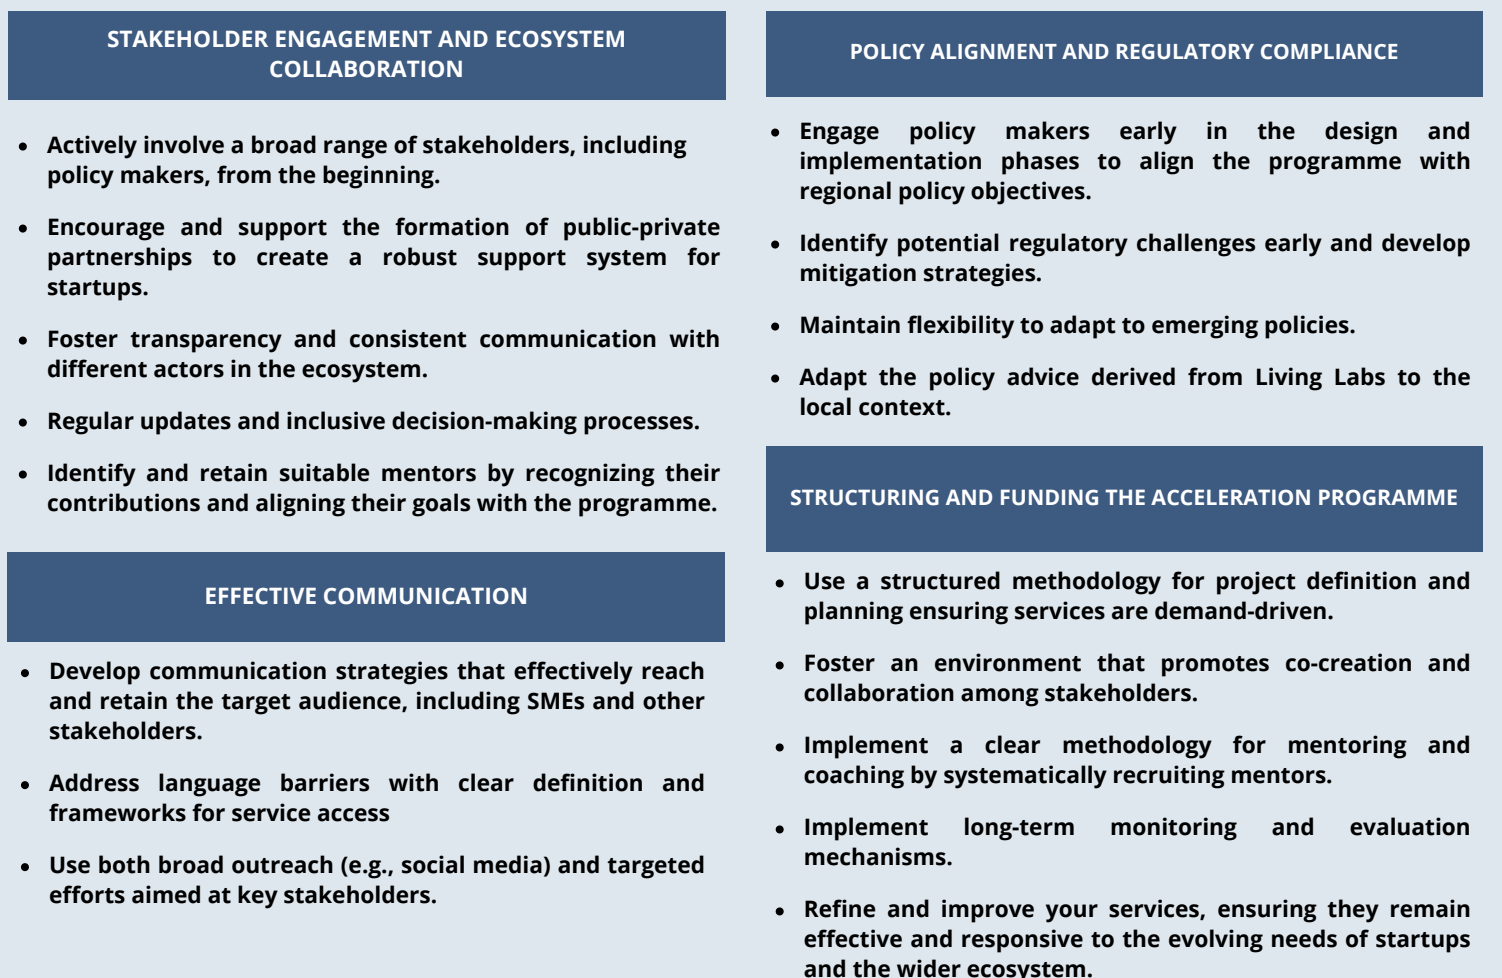 STAKEHOLDER ENGAGEMENT AND ECOSYSTEM
COLLABORATION
• Actively involve a broad range of stakeholders, including
policy makers, from the beginning.
• Encourage and support the formation of public-private
partnerships to create a robust support system for
startups.
• Foster transparency and consistent communication with
different actors in the ecosystem.
• Regular updates and inclusive decision-making processes.
• Identify and retain suitable mentors by recognizing their
contributions and aligning their goals with the programme.
EFFECTIVE COMMUNICATION
• Develop communication strategies that effectively reach
and retain the target audience, including SMEs and other
stakeholders.
• Address language barriers with clear definition and
frameworks for service access
• Use both broad outreach (e.g., social media) and targeted
efforts aimed at key stakeholders.
POLICY ALIGNMENT AND REGULATORY COMPLIANCE
• Engage policy makers early in the design and
implementation phases to align the programme with
regional policy objectives.
• Identify potential regulatory challenges early and develop
mitigation strategies.
• Maintain flexibility to adapt to emerging policies.
• Adapt the policy advice derived from Living Labs to the
local context.
STRUCTURING AND FUNDING THE ACCELERATION PROGRAMME
• Use a structured methodology for project definition and
planning ensuring services are demand-driven.
• Foster an environment that promotes co-creation and
collaboration among stakeholders.
• Implement a clear methodology for mentoring and
coaching by systematically recruiting mentors.
• Implement long-term monitoring and evaluation
mechanisms.
• Refine and improve your services, ensuring they remain
effective and responsive to the evolving needs of startups
and the wider ecosystem.